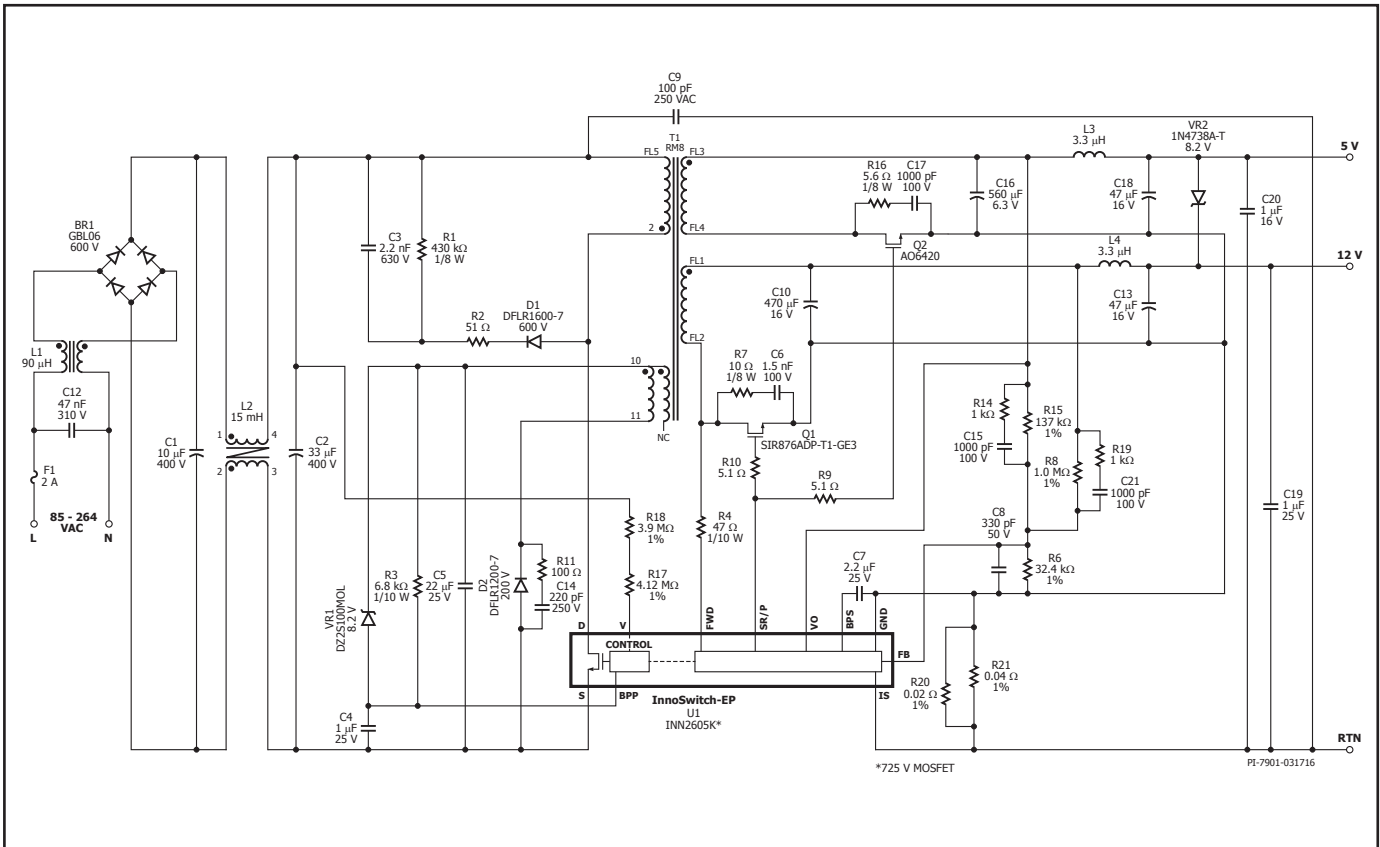 C9
100 pF
250 VAC
T1
RM8
FL5
FL3
2
FL4
FL1
FL2
10
11
NC
L3
3.3 μH
VR2
1N4738A-T
8.2 V
5 V
R16
5.6 Ω
1/8 W
C17
1000 pF
100 V
C16
560 μF
6.3 V
C18
47 μF
16 V
C20
1 μF
16 V
Q2
AO6420
L4
3.3 μH
12 V
BR1
GBL06
600 V
C3
2.2 nF
630 V
R1
430 kΩ
1/8 W
R2
51 Ω
D1
DFLR1600-7
600 V
C10
470 μF
16 V
C13
47 μF
16 V
L1
90 μH
C12
47 nF
310 V
R7
10 Ω
1/8 W
C6
1.5 nF
100 V
Q1
SIR876ADP-T1-GE3
L2
15 mH
1
4
2
3
C1
10 μF
400 V
C2
33 μF
400 V
F1
2 A
85 - 264
VAC
L
N
R10
5.1 Ω
R9
5.1 Ω
R14
1 kΩ
C15
1000 pF
100 V
R15
137 kΩ
1%
R8
1.0 MΩ
1%
R19
1 kΩ
C21
1000 pF
100 V
C19
1 μF
25 V
R18
3.9 MΩ
1%
R17
4.12 MΩ
1%
R4
47 Ω
1/10 W
C8
330 pF
50 V
R6
32.4 kΩ
1%
C7
2.2 μF
25 V
R3
6.8 kΩ
1/10 W
C5
22 μF
25 V
VR1
DZ2S100MOL
8.2 V
D2
DFLR1200-7
200 V
R11
100 Ω
C14
220 pF
250 V
D
V
FWD
SR/P
VO
BPS
GND
CONTROL
FB
S
BPP
IS
InnoSwitch-EP
U1
INN2605K*
C4
1 μF
25 V
R20
0.02 Ω
1%
R21
0.04 Ω
1%
RTN
*725 V MOSFET
PI-7901-031716